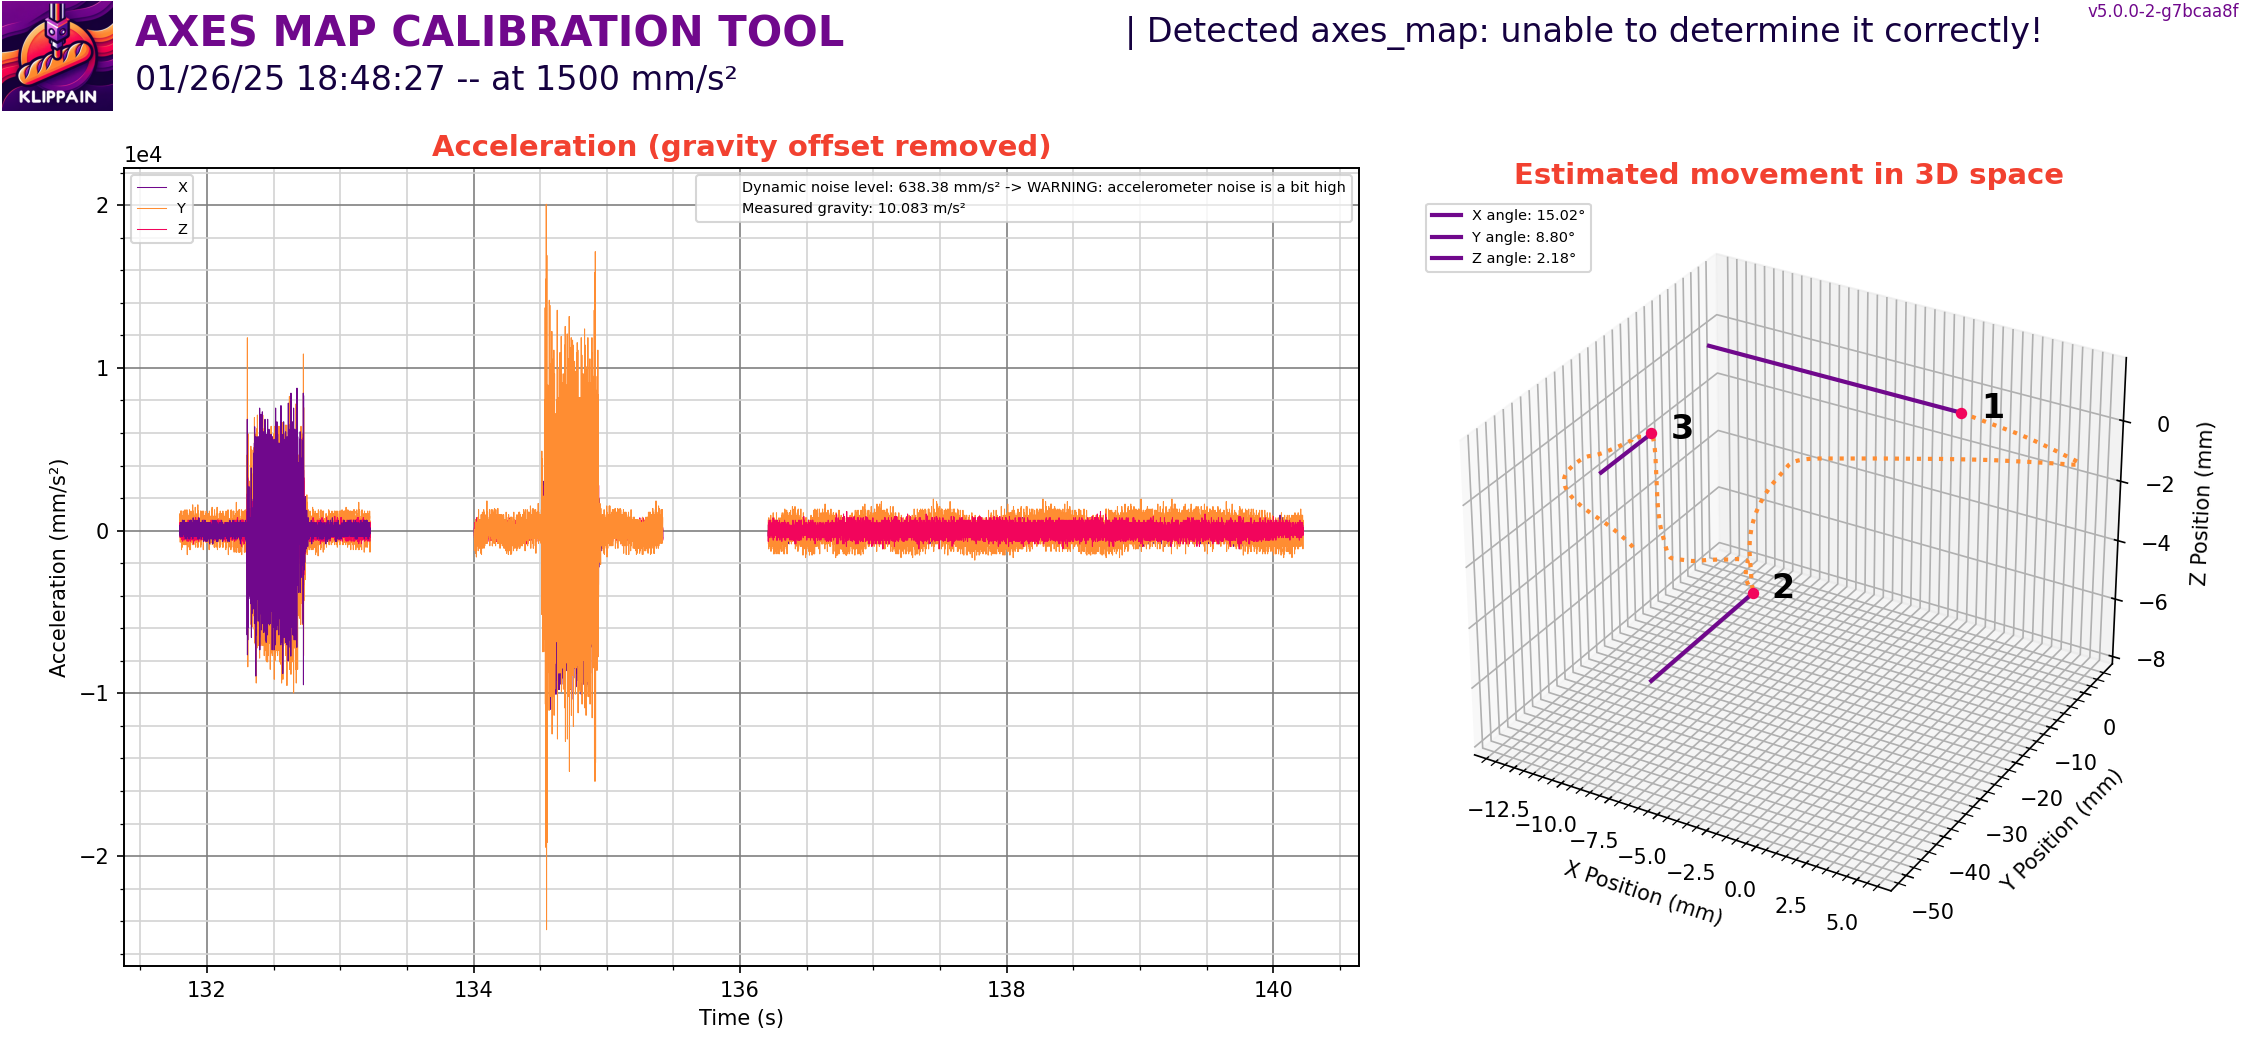 KLIPPAIN
AXES MAP CALIBRATION TOOL
01/26/25 18:48:27 -- at 1500 mm/s²
| Detected axes_map: unable to determine it correctly!
v5.0.0-2-g7bcaa8f
Acceleration (gravity offset removed)
1e4
X
Y
Z
Dynamic noise level: 638.38 mm/s² -> WARNING: accelerometer noise is a bit high
Measured gravity: 10.083 m/s²
2
1
0
−1
−2
Acceleration (mm/s²)
132
134
136
138
140
Time (s)
Estimated movement in 3D space
X angle: 15.02°
Y angle: 8.80°
Z angle: 2.18°
1
3
2
0
−2
−4
−6
−8
Z Position (mm)
0
−10
−20
−30
−40
−50
Y Position (mm)
−12.5
−10.0
−7.5
−5.0
−2.5
0.0
2.5
5.0
X Position (mm)